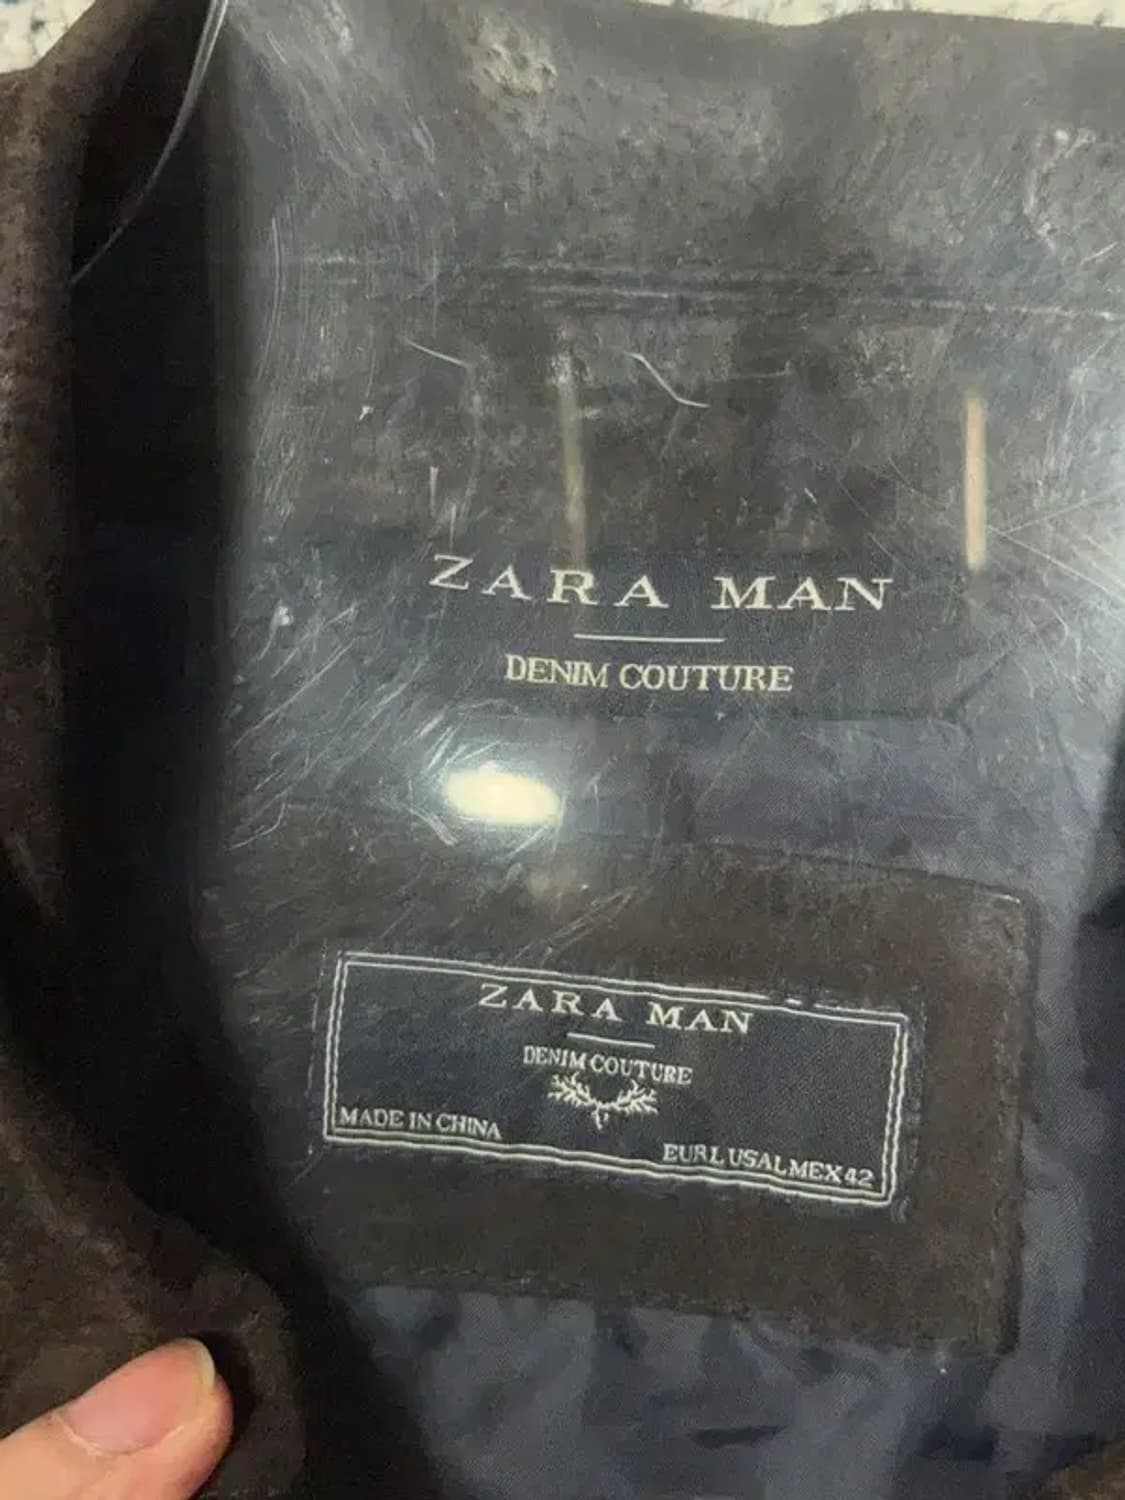 ZARA MAN
DENIM COUTURE
ZARA MAN
DENIM COUTURE
MADE IN CHINA
EUR L USA L MEX 42